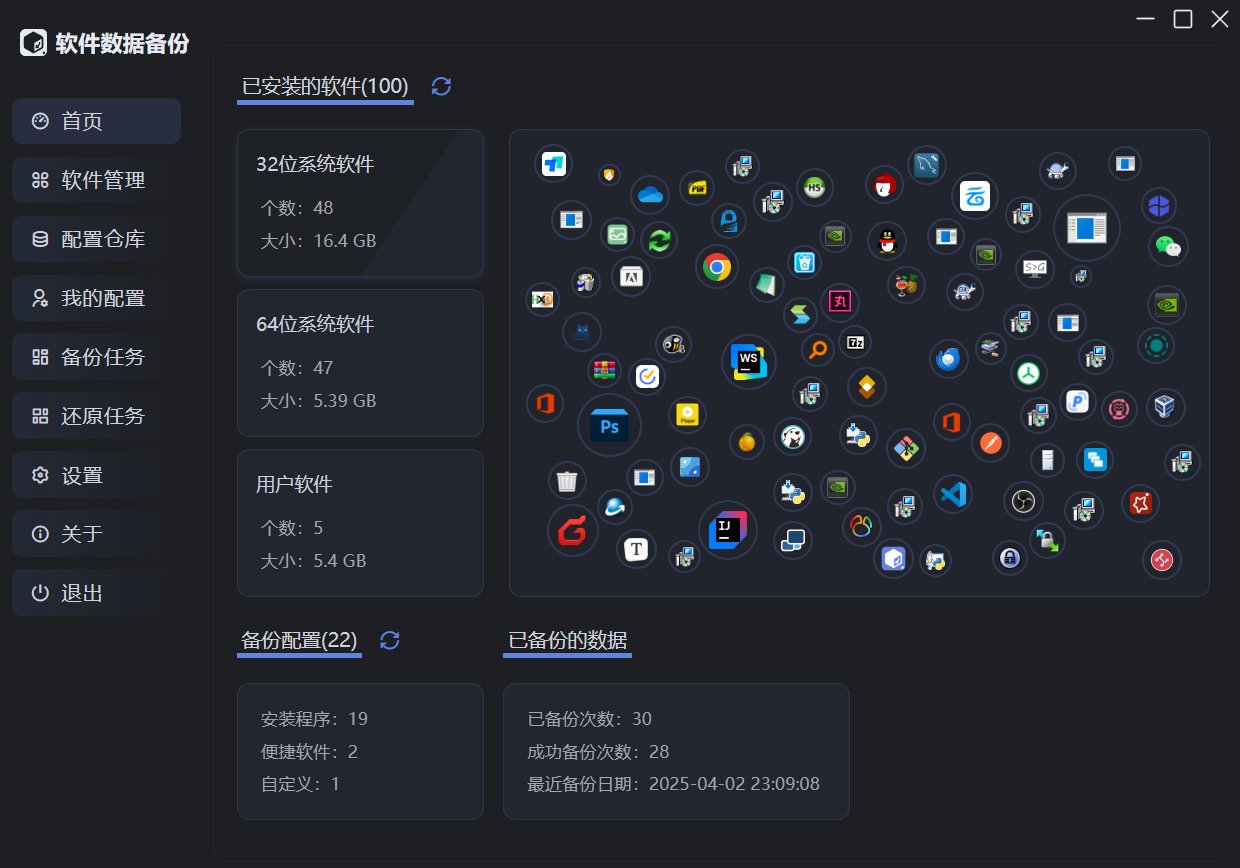 软件数据备份
首页
软件管理
配置仓库
我的配置
备份任务
还原任务
设置
关于
退出
已安装的软件(100)
32位系统软件
个数：48
大小：16.4 GB
64位系统软件
个数：47
大小：5.39 GB
用户软件
个数：5
大小：5.4 GB
PDF
HS
S>G
HXD
丸
7z
WS
Ps
Player
P
IJ
T
备份配置(22)
安装程序：19
便捷软件：2
自定义：1
已备份的数据
已备份次数：30
成功备份次数：28
最近备份日期：2025-04-02 23:09:08